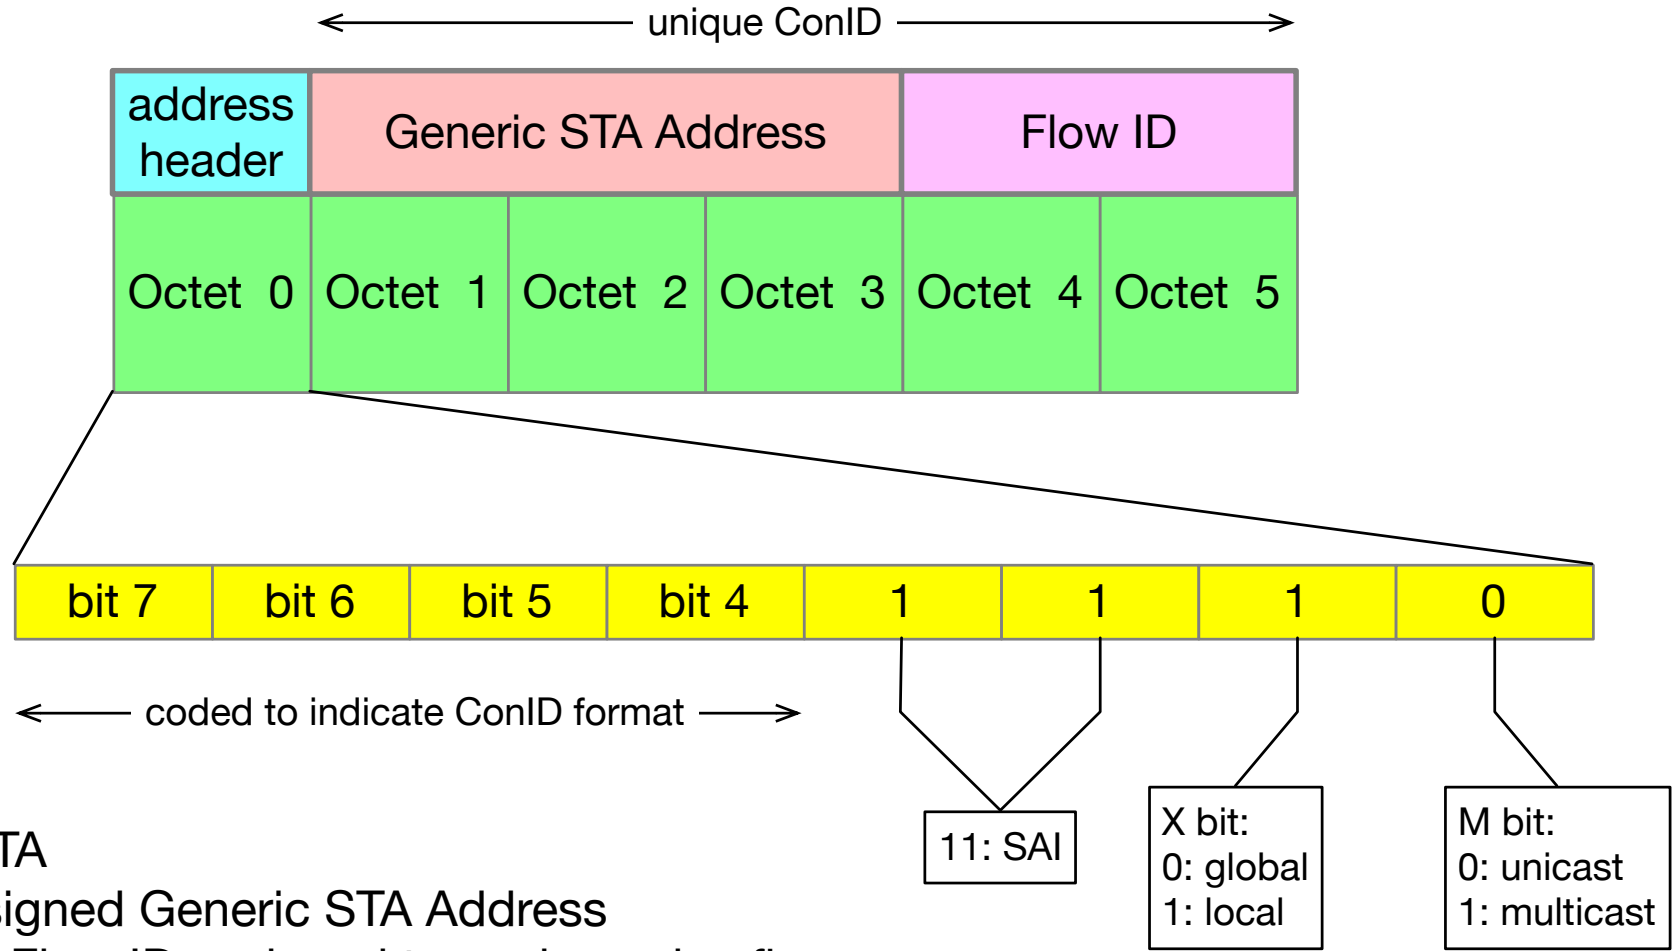 unique ConID
address
header
Generic STA Address
Flow ID
Octet 0
Octet 1
Octet 2
Octet 3
Octet 4
Octet 5
bit 7
bit 6
bit 5
bit 4
1
1
1
0
coded to indicate ConID format
11: SAI
X bit:
0: global
1: local
M bit:
0: unicast
1: multicast
TA
signed Generic STA Address